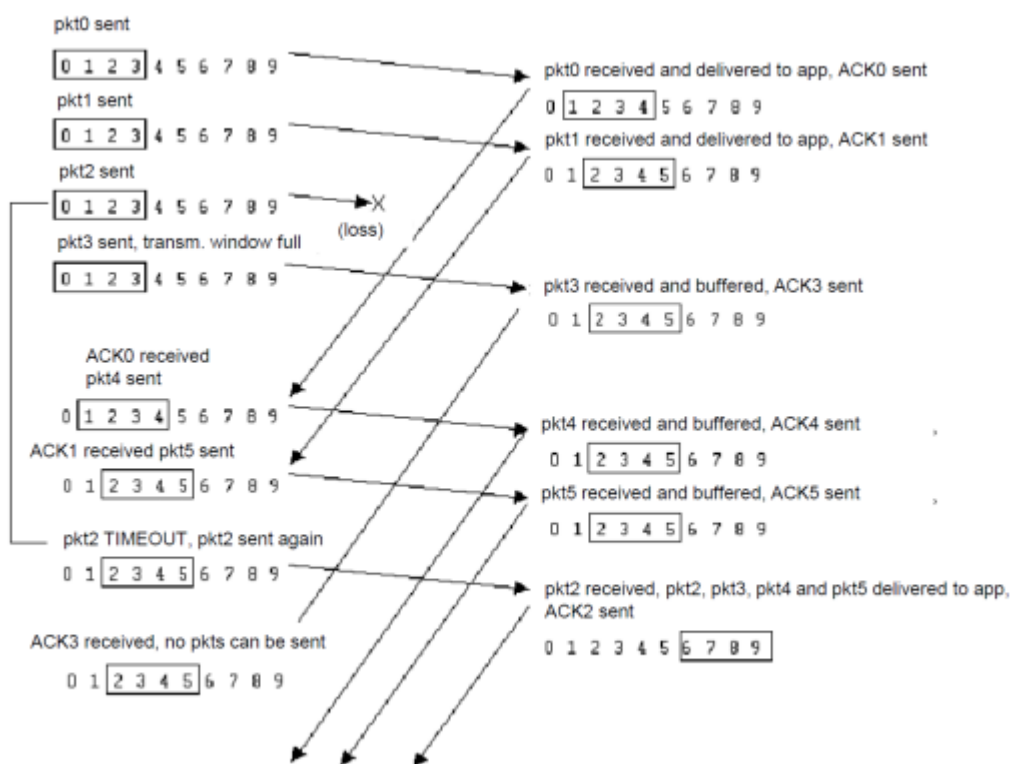 pkt0 sent
0 1 2 3 4 5 6 7 8 9
pkt1 sent
0 1 2 3 4 5 6 7 8 9
pkt2 sent
0 1 2 3 4 5 6 7 8 9
(loss)
pkt3 sent, transm. window full
0 1 2 3 4 5 6 7 8 9
ACK0 received
pkt4 sent
0 1 2 3 4 5 6 7 8 9
ACK1 received pkt5 sent
0 1 2 3 4 5 6 7 8 9
pkt2 TIMEOUT, pkt2 sent again
0 1 2 3 4 5 6 7 8 9
ACK3 received, no pkts can be sent
0 1 2 3 4 5 6 7 8 9
pkt0 received and delivered to app, ACK0 sent
0 1 2 3 4 5 6 7 8 9
pkt1 received and delivered to app, ACK1 sent
0 1 2 3 4 5 6 7 8 9
pkt3 received and buffered, ACK3 sent
0 1 2 3 4 5 6 7 8 9
pkt4 received and buffered, ACK4 sent ,
0 1 2 3 4 5 6 7 8 9
pkt5 received and buffered, ACK5 sent ,
0 1 2 3 4 5 6 7 8 9
pkt2 received, pkt2, pkt3, pkt4 and pkt5 delivered to app,
ACK2 sent
0 1 2 3 4 5 6 7 8 9